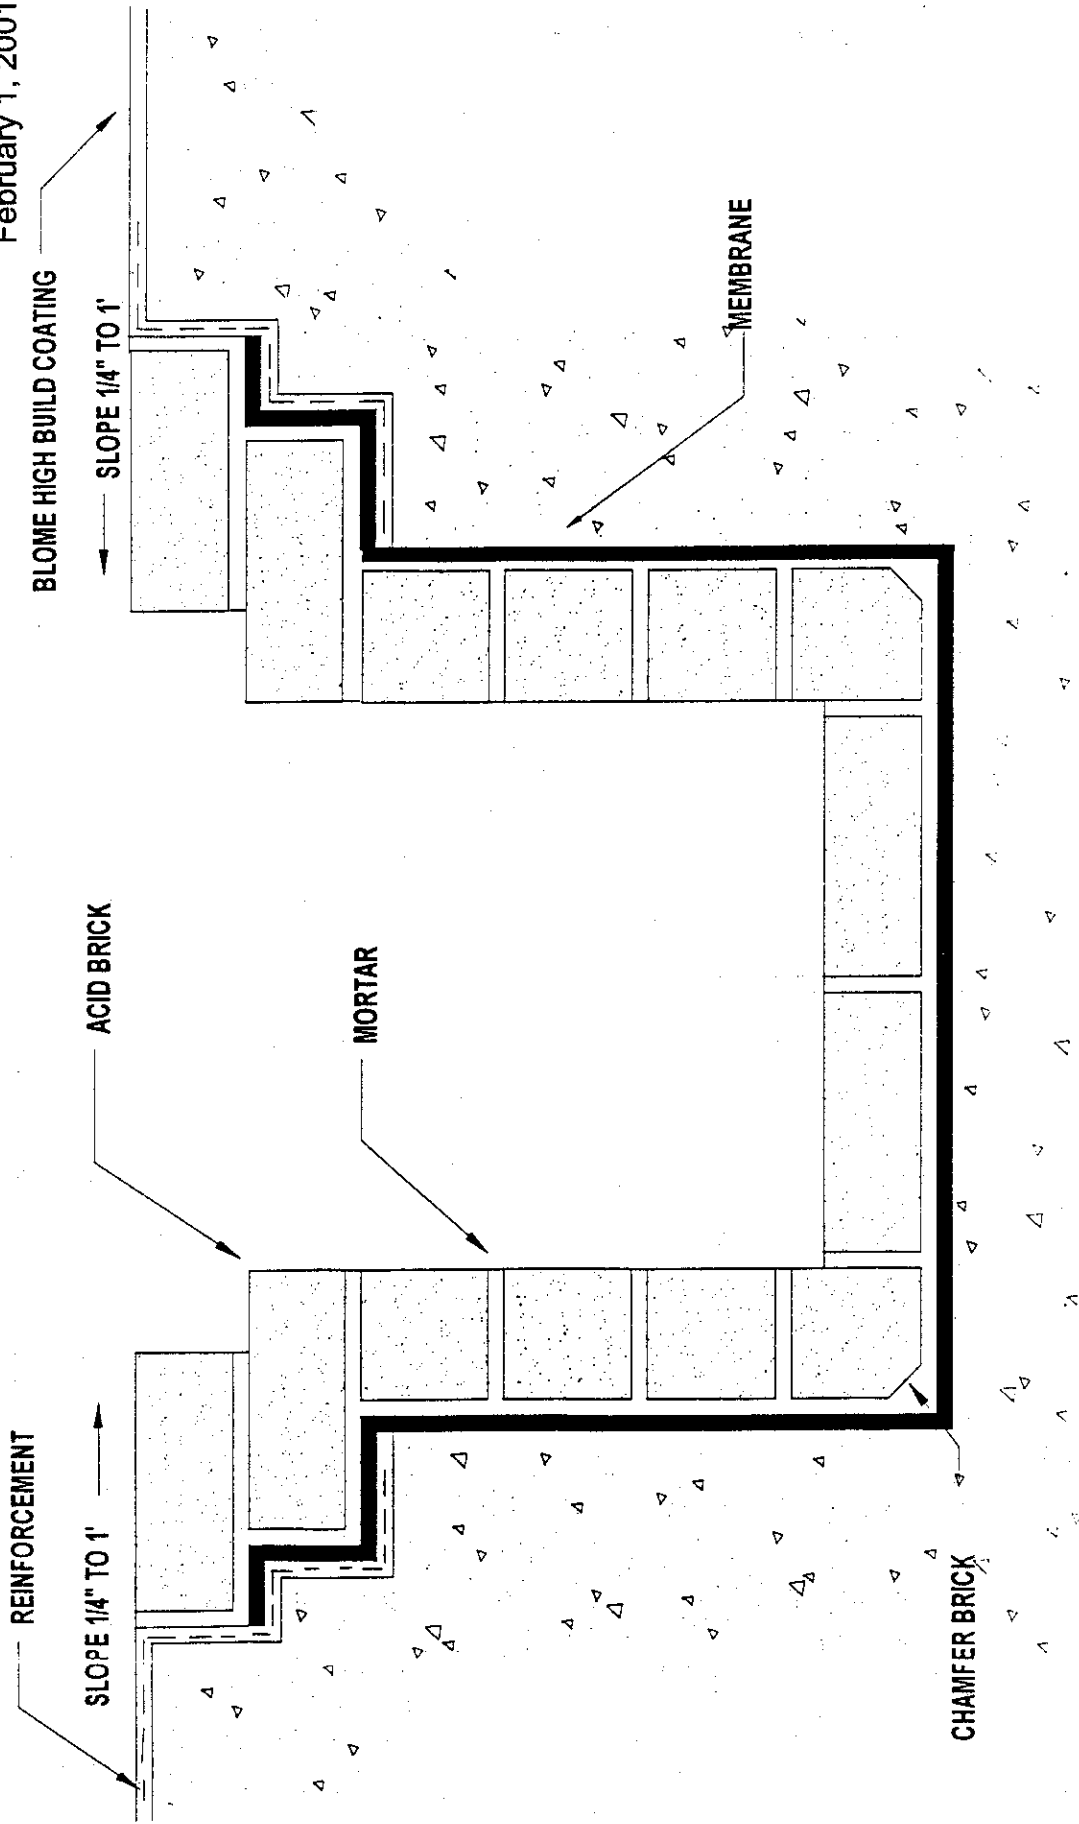 February 1, 2001
BLOME HIGH BUILD COATING
SLOPE 1/4" TO 1'
MEMBRANE
ACID BRICK
MORTAR
REINFORCEMENT
SLOPE 1/4" TO 1'
CHAMFER BRICK